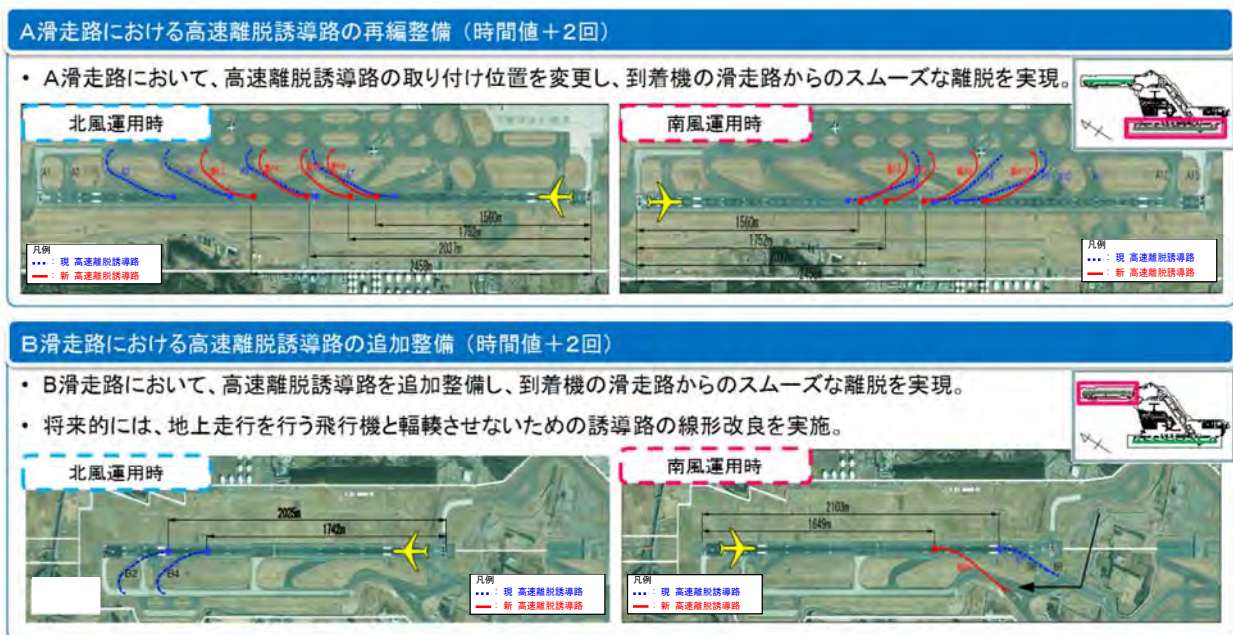 A滑走路における高速離脱誘導路の再編整備（時間値＋2回）
• A滑走路において、高速離脱誘導路の取り付け位置を変更し、到着機の滑走路からのスムーズな離脱を実現。
北風運用時
A1
A2
A3
1560m
1752m
2037m
2458m
凡例
: 現 高速離脱誘導路
: 新 高速離脱誘導路
南風運用時
A12
A13
1560m
1752m
凡例
: 現 高速離脱誘導路
: 新 高速離脱誘導路
B滑走路における高速離脱誘導路の追加整備（時間値＋2回）
• B滑走路において、高速離脱誘導路を追加整備し、到着機の滑走路からのスムーズな離脱を実現。
• 将来的には、地上走行を行う飛行機と輻輳させないための誘導路の線形改良を実施。
北風運用時
2025m
1742m
B2
B4
凡例
: 現 高速離脱誘導路
: 新 高速離脱誘導路
南風運用時
2103m
1649m
凡例
: 現 高速離脱誘導路
: 新 高速離脱誘導路